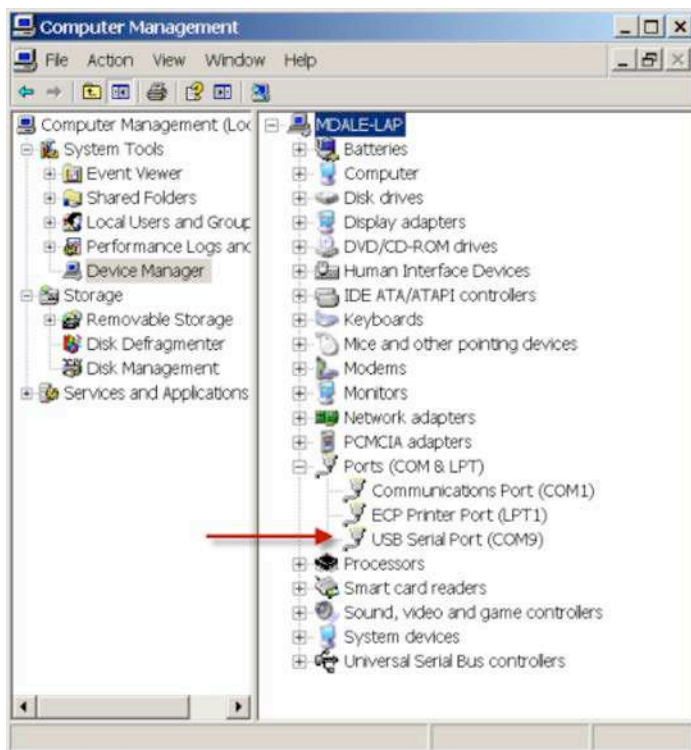 Computer Management
File Action View Window Help
Computer Management (Loc
System Tools
Event Viewer
Shared Folders
Local Users and Group
Performance Logs and
Device Manager
Storage
Removable Storage
Disk Defragmenter
Disk Management
Services and Applications
MDALE-LAP
Batteries
Computer
Disk drives
Display adapters
DVD/CD-ROM drives
Human Interface Devices
IDE ATA/ATAPI controllers
Keyboards
Mice and other pointing devices
Modems
Monitors
Network adapters
PCMCIA adapters
Ports (COM & LPT)
Communications Port (COM1)
ECP Printer Port (LPT1)
USB Serial Port (COM9)
Processors
Smart card readers
Sound, video and game controllers
System devices
Universal Serial Bus controllers